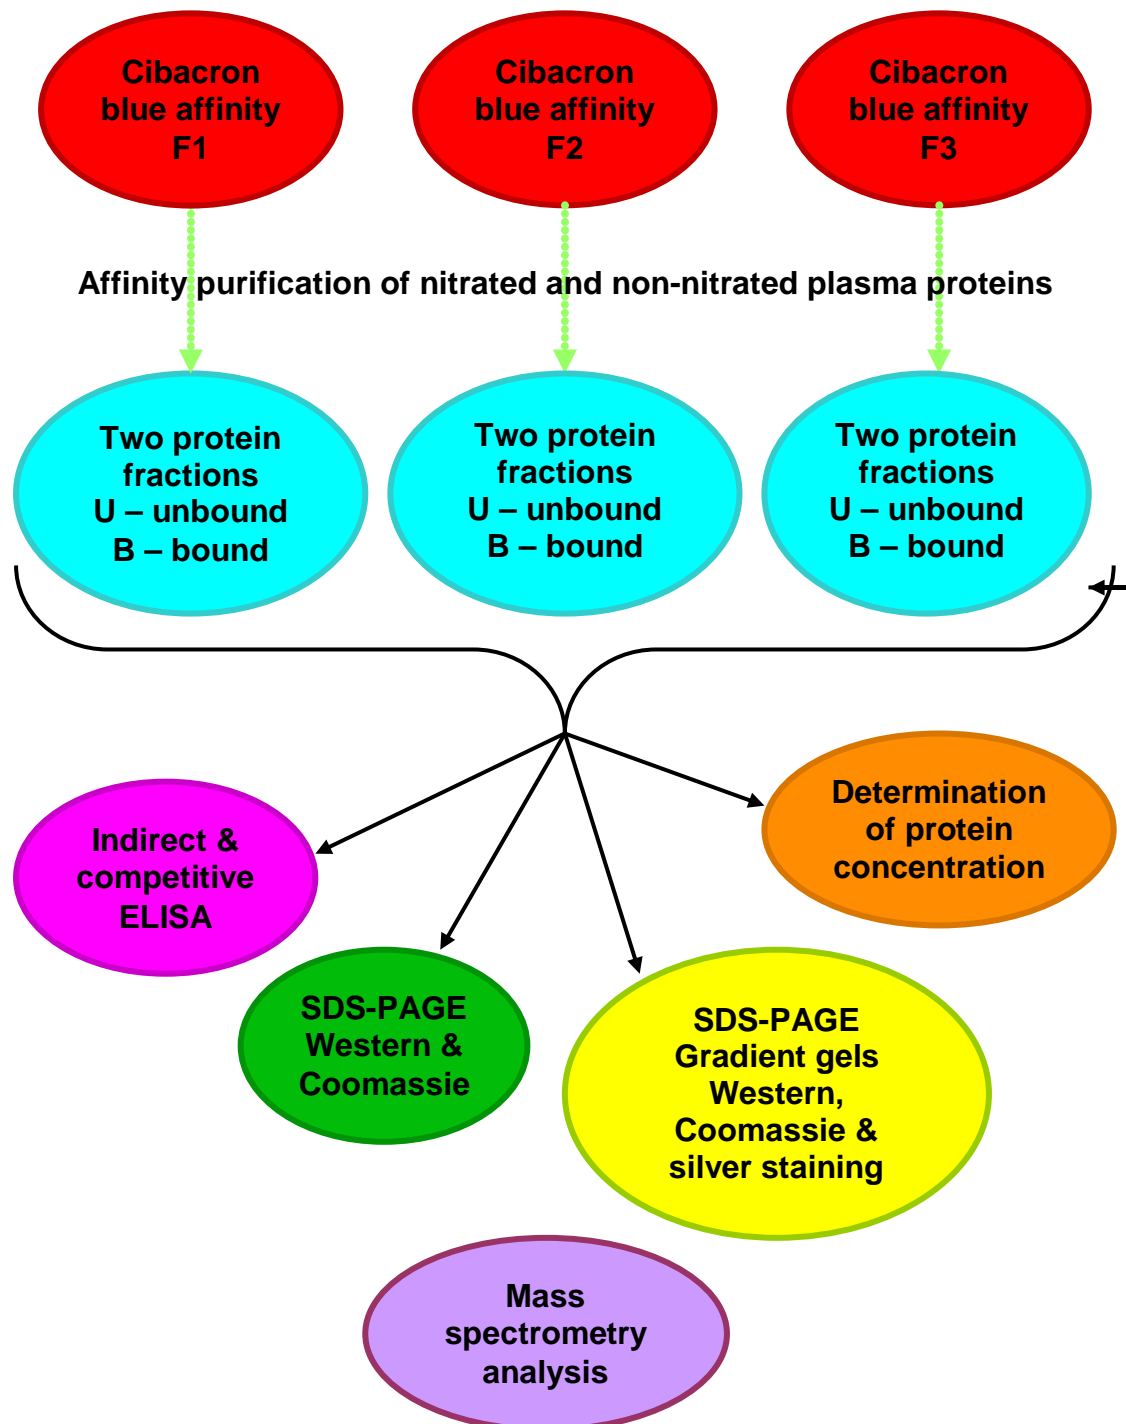 Cibacron
blue affinity
F1
Cibacron
blue affinity
F2
Cibacron
blue affinity
F3
Affinity purification of nitrated and non-nitrated plasma proteins
Two protein
fractions
U – unbound
B – bound
Two protein
fractions
U – unbound
B – bound
Two protein
fractions
U – unbound
B – bound
Indirect &
competitive
ELISA
Determination
of protein
concentration
SDS-PAGE
Western &
Coomassie
SDS-PAGE
Gradient gels
Western,
Coomassie &
silver staining
Mass
spectrometry
analysis